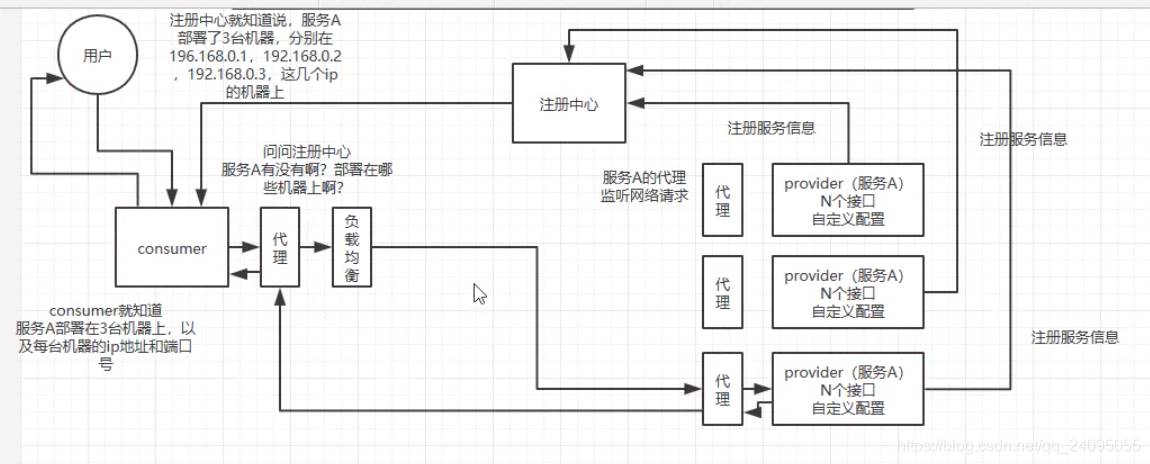 注册中心就知道说，服务A
部署了3台机器，分别在
196.168.0.1，192.168.0.2
，192.168.0.3，这几个ip
的机器上
用户
注册中心
注册服务信息
注册服务信息
问问注册中心
服务A有没有啊？部署在哪
些机器上啊？
服务A的代理
监听网络请求
代
理
provider（服务A）
N个接口
自定义配置
consumer
代
理
负
载
均
衡
代
理
provider（服务A）
N个接口
自定义配置
consumer就知道
服务A部署在3台机器上，以
及每台机器的ip地址和端口
号
注册服务信息
代
理
provider（服务A）
N个接口
自定义配置
https://blog.csdn.net/qq_24095055